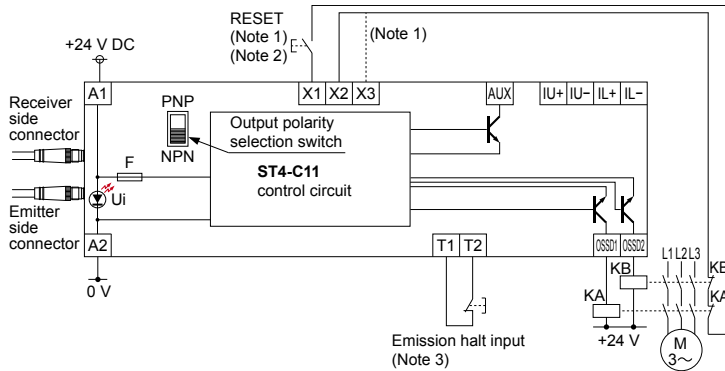 RESET
(Note 1)
(Note 2)
(Note 1)
+24 V DC
A1
X1
X2
X3
AUX
IU+
IU−
IL+
IL−
Receiver
side
connector
PNP
NPN
Output polarity
selection switch
ST4-C11
control circuit
F
Ui
Emitter
side
connector
A2
T1
T2
OSSD1
OSSD2
0 V
Emission halt input
(Note 3)
KB
KA
+24 V
L1
L2
L3
KB
KA
M
3～